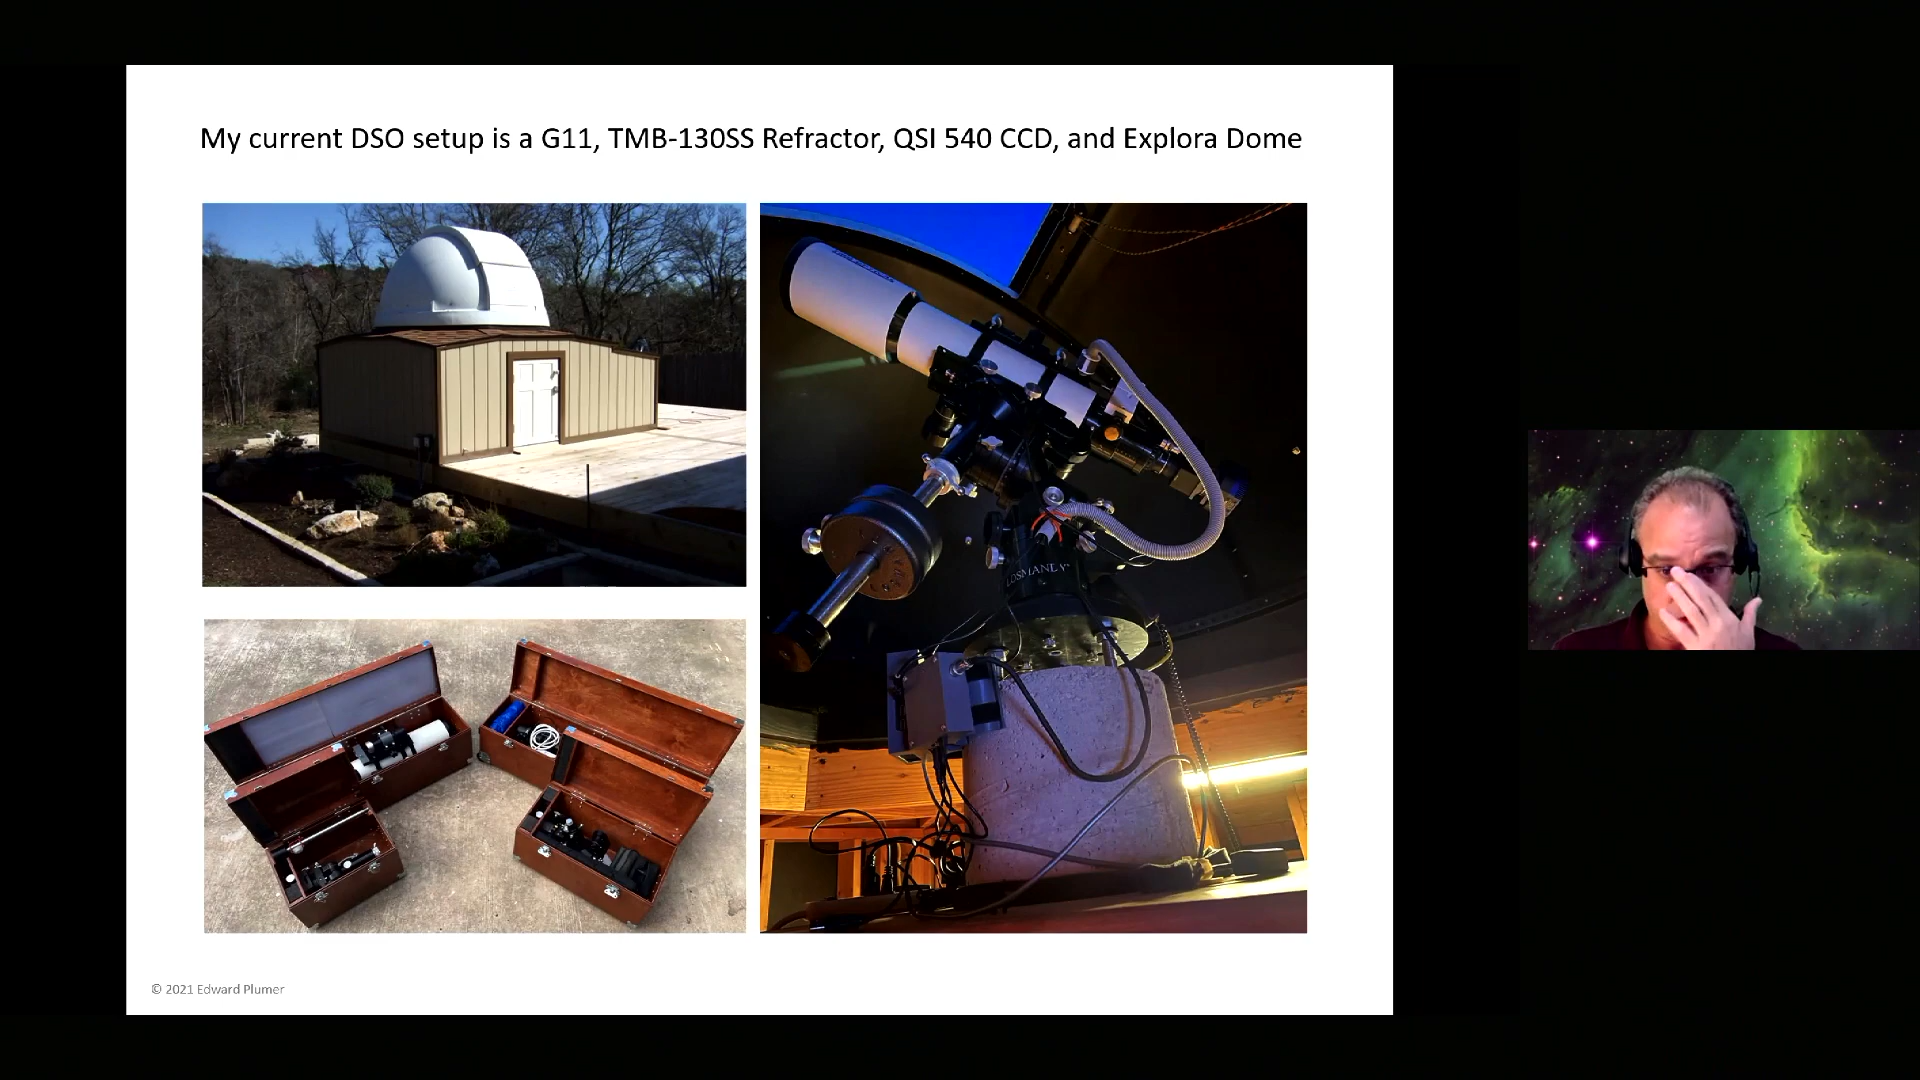 My current DSO setup is a G11, TMB-130SS Refractor, QSI 540 CCD, and Explora Dome
LOSMANDY
© 2021 Edward Plumer